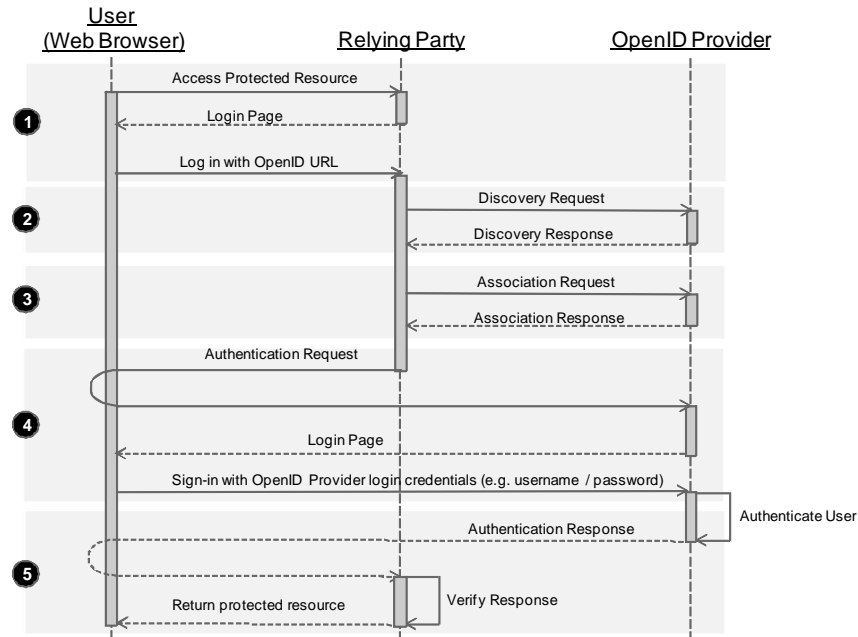 User
(Web Browser)
Relying Party
OpenID Provider
1
Access Protected Resource
Login Page
Log in with OpenID URL
2
Discovery Request
Discovery Response
3
Association Request
Association Response
4
Authentication Request
Login Page
Sign-in with OpenID Provider login credentials (e.g. username / password)
Authenticate User
5
Authentication Response
Verify Response
Return protected resource